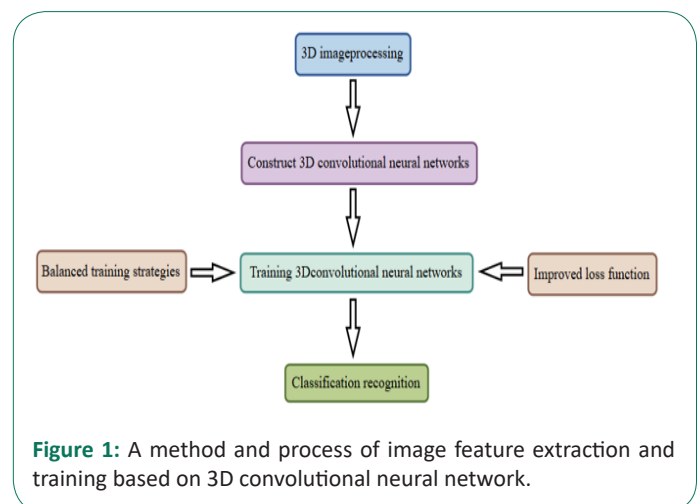 3D imageprocessing
Construct 3D convolutional neural networks
Balanced training strategies
Training 3Dconvolutional neural networks
Improved loss function
Classification recognition
Figure 1: A method and process of image feature extraction and
training based on 3D convolutional neural network.